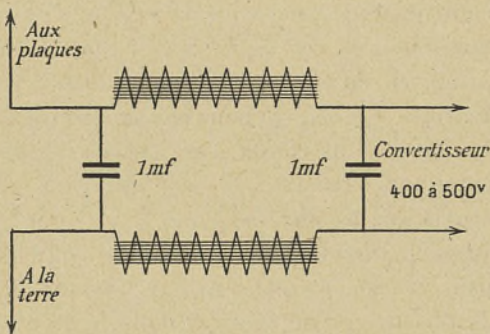 Aux
plaques
1mf
1mf
Convertisseur
400 à 500v
A la
terre